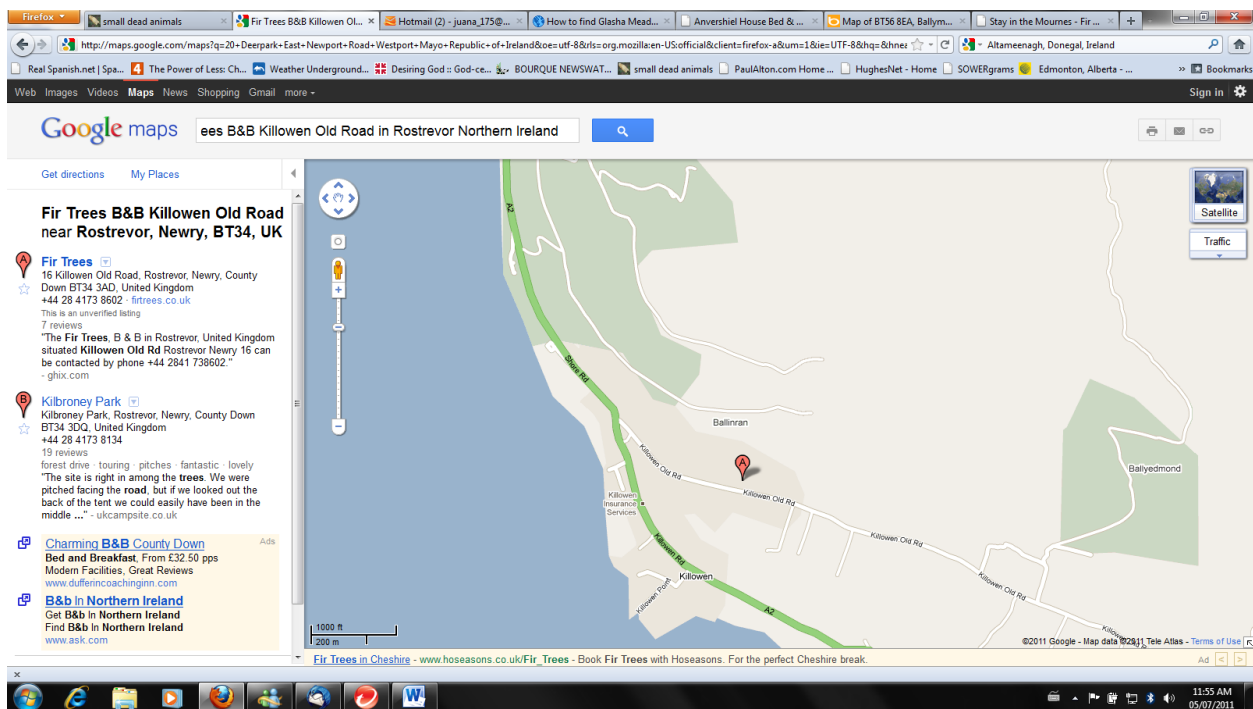 Firefox
small dead animals
Fir Trees B&B Killowen Ol...
Hotmail (2) - juana_175@...
How to find Glasha Mead...
Anvershiel House Bed & ...
Map of BT56 8EA, Ballym...
Stay in the Mournes - Fir ...
http://maps.google.com/maps?q=20+Deerpark+East+Newport+Road+Westport+Mayo+Republic+of+Ireland&oe=utf-8&rls=org.mozilla:en-US:official&client=firefox-a&um=1&ie=UTF-8&hq=&hnea
Altameenagh, Donegal, Ireland
Real Spanish.net | Spa...
The Power of Less: Ch...
Weather Underground...
Desiring God :: God-ce...
BOURQUE NEWSWAT...
small dead animals
PaulAlton.com Home ...
HughesNet - Home
SOWERgrams
Edmonton, Alberta - ...
Bookmarks
Web Images Videos Maps News Shopping Gmail more
Sign in
Google maps
ees B&B Killowen Old Road in Rostrevor Northern Ireland
Get directions My Places
Fir Trees B&B Killowen Old Road
near Rostrevor, Newry, BT34, UK
A
Fir Trees
16 Killowen Old Road, Rostrevor, Newry, County
Down BT34 3AD, United Kingdom
+44 28 4173 8602 · firtrees.co.uk
This is an unverified listing
7 reviews
"The Fir Trees, B & B in Rostrevor, United Kingdom
situated Killowen Old Rd Rostrevor Newry 16 can
be contacted by phone +44 2841 738602."
- ghix.com
B
Kilbroney Park
Kilbroney Park, Rostrevor, Newry, County Down
BT34 3DQ, United Kingdom
+44 28 4173 8134
19 reviews
forest drive · touring · pitches · fantastic · lovely
"The site is right in among the trees. We were
pitched facing the road, but if we looked out the
back of the tent we could easily have been in the
middle ..." - ukcampsite.co.uk
Charming B&B County Down
Ads
Bed and Breakfast, From £32.50 pps
Modern Facilities, Great Reviews
www.dufferincoachinginn.com
B&b In Northern Ireland
Get B&b In Northern Ireland
Find B&b In Northern Ireland
www.ask.com
Satellite
Traffic
A2
Shore Rd
Ballinran
Killowen Old Rd
A
Killowen Old Rd
Ballyedmond
Killowen
Insurance
Services
Killowen Old Rd
Killowen Rd
Killowen
Killowen Point
Killowen Old Rd
A2
1000 ft
200 m
©2011 Google - Map data ©2011 Tele Atlas - Terms of Use
Fir Trees in Cheshire - www.hoseasons.co.uk/Fir_Trees - Book Fir Trees with Hoseasons. For the perfect Cheshire break.
Ad
11:55 AM
05/07/2011